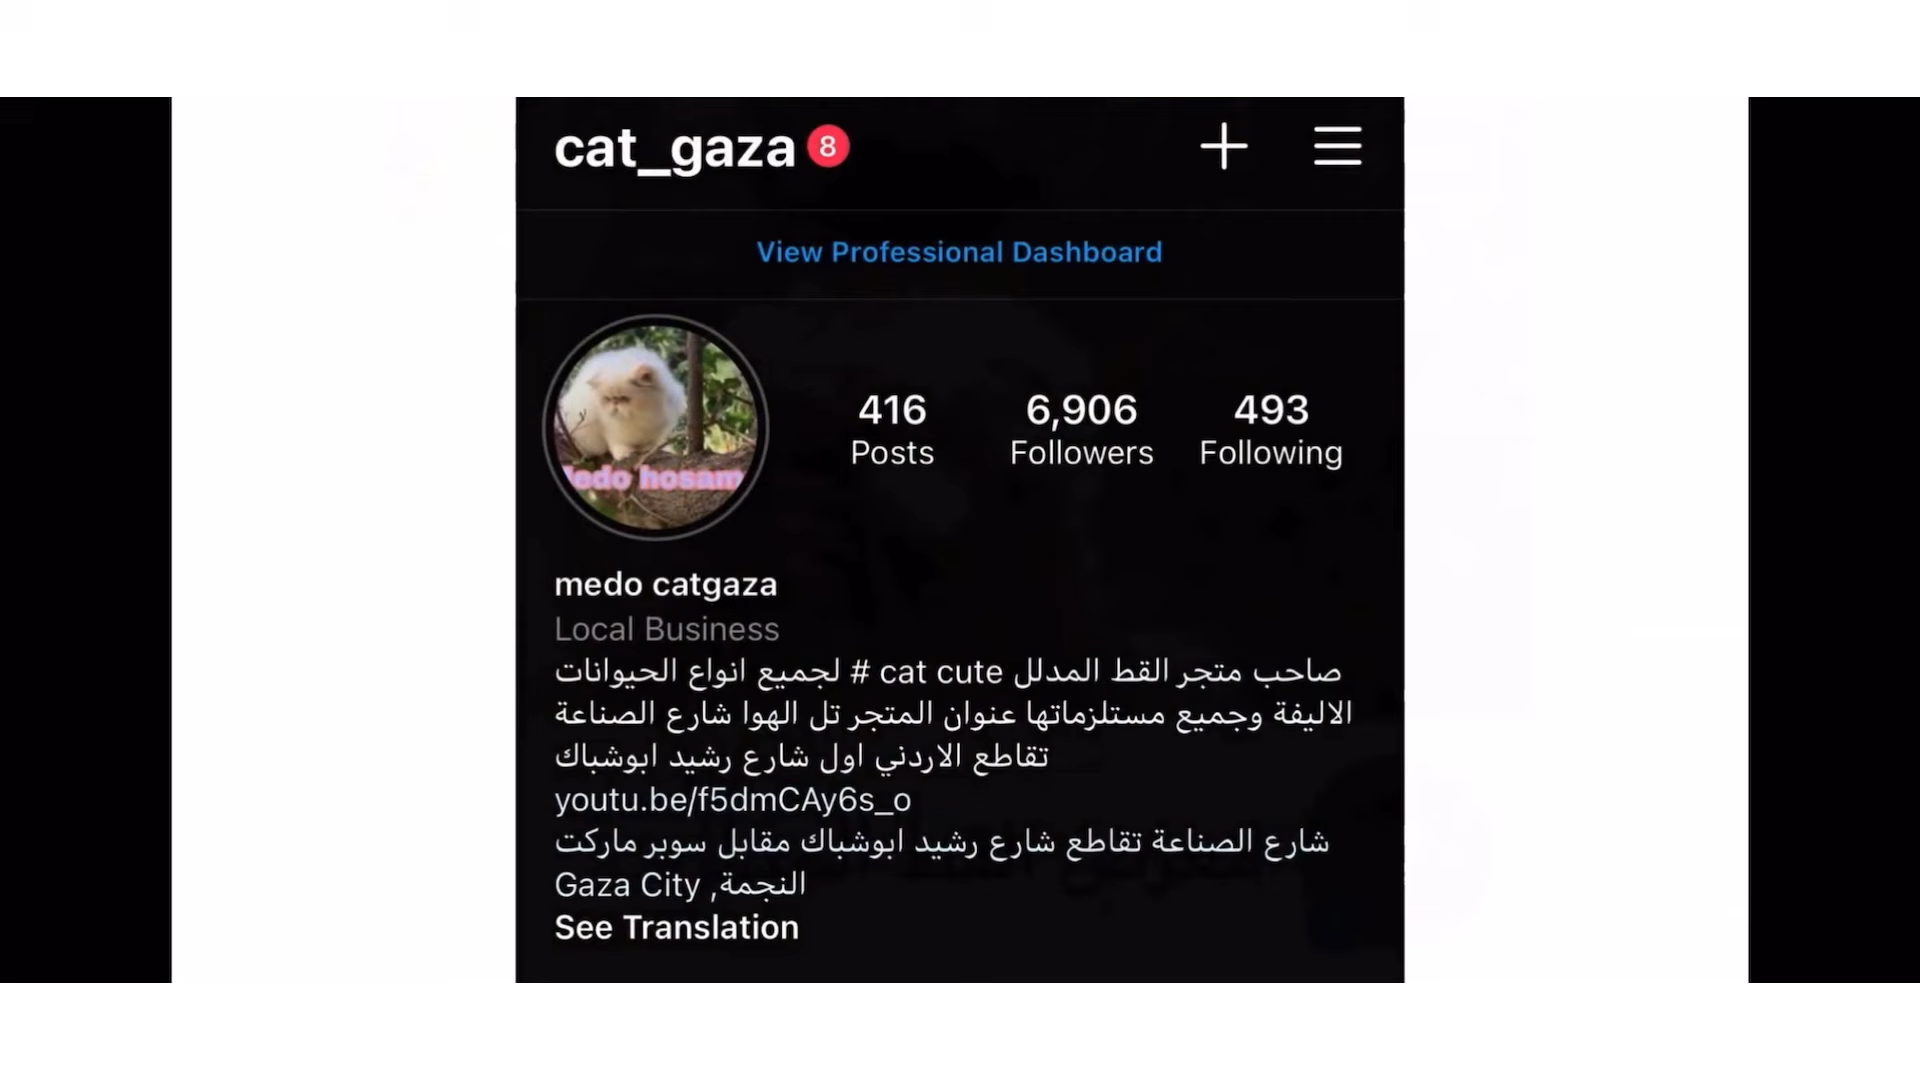 cat_gaza 8
View Professional Dashboard
416 6,906 493
Posts Followers Following
edo hosam
medo catgaza
Local Business
صاحب متجر القط المدلل cat cute # لجميع انواع الحيوانات
الاليفة وجميع مستلزماتها عنوان المتجر تل الهوا شارع الصناعة
تقاطع الاردني اول شارع رشيد ابوشباك
youtu.be/f5dmCAy6s_o
شارع الصناعة تقاطع شارع رشيد ابوشباك مقابل سوبر ماركت
النجمة, Gaza City
See Translation